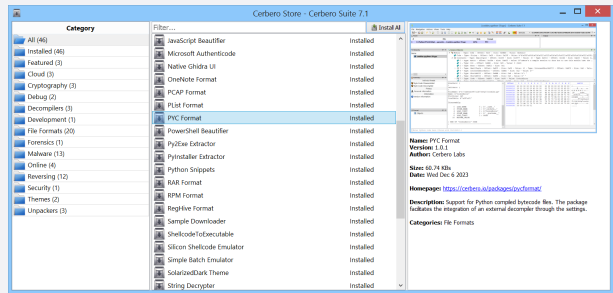 Cerbero Store - Cerbero Suite 7.1
Category
All (46)
Installed (46)
Featured (3)
Cloud (3)
Cryptography (3)
Debug (2)
Decompilers (3)
Development (1)
File Formats (20)
Forensics (1)
Malware (13)
Online (4)
Reversing (12)
Security (1)
Themes (2)
Unpackers (3)
Filter...
Install All
JavaScript Beautifier Installed
Microsoft Authenticode Installed
Native Ghidra UI Installed
OneNote Format Installed
PCAP Format Installed
PList Format Installed
PYC Format Installed
PowerShell Beautifier Installed
Py2Exe Extractor Installed
PyInstaller Extractor Installed
Python Snippets Installed
RAR Format Installed
RPM Format Installed
RegHive Format Installed
Sample Downloader Installed
ShellcodeToExecutable Installed
Silicon Shellcode Emulator Installed
Simple Batch Emulator Installed
SolarizedDark Theme Installed
String Decrypter Installed
Name: PYC Format
Version: 1.0.1
Author: Cerbero Labs
Size: 60.74 KBs
Date: Wed Dec 6 2023
Homepage: https://cerbero.io/packages/pycformat/
Description: Support for Python compiled bytecode files. The package
facilitates the integration of an external decompiler through the settings.
Categories: File Formats